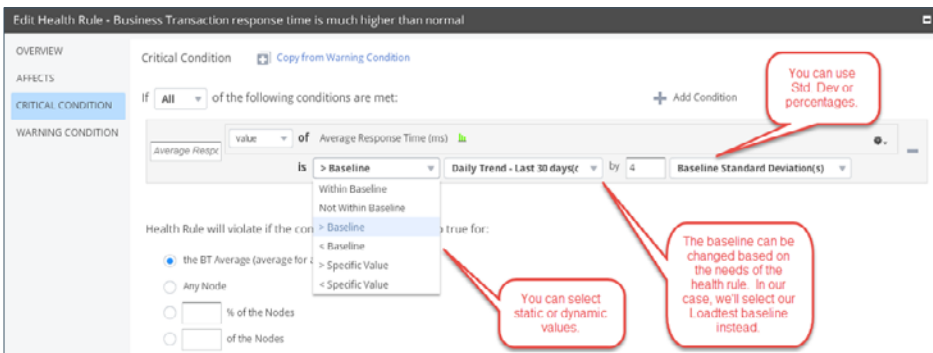 Edit Health Rule - Business Transaction response time is much higher than normal
OVERVIEW
AFFECTS
CRITICAL CONDITION
WARNING CONDITION
Critical Condition Copy from Warning Condition
If All of the following conditions are met:
Add Condition
Average Respo
value of Average Response Time (ms)
is > Baseline Daily Trend - Last 30 days(c by 4 Baseline Standard Deviation(s)
Within Baseline
Not Within Baseline
> Baseline
< Baseline
> Specific Value
< Specific Value
Health Rule will violate if the con
o true for:
the BT Average (average for a
Any Node
% of the Nodes
of the Nodes
You can use
Std. Dev or
percentages.
You can select
static or dynamic
values.
The baseline can be
changed based on
the needs of the
health rule. In our
case, we'll select our
Loadtest baseline
instead.